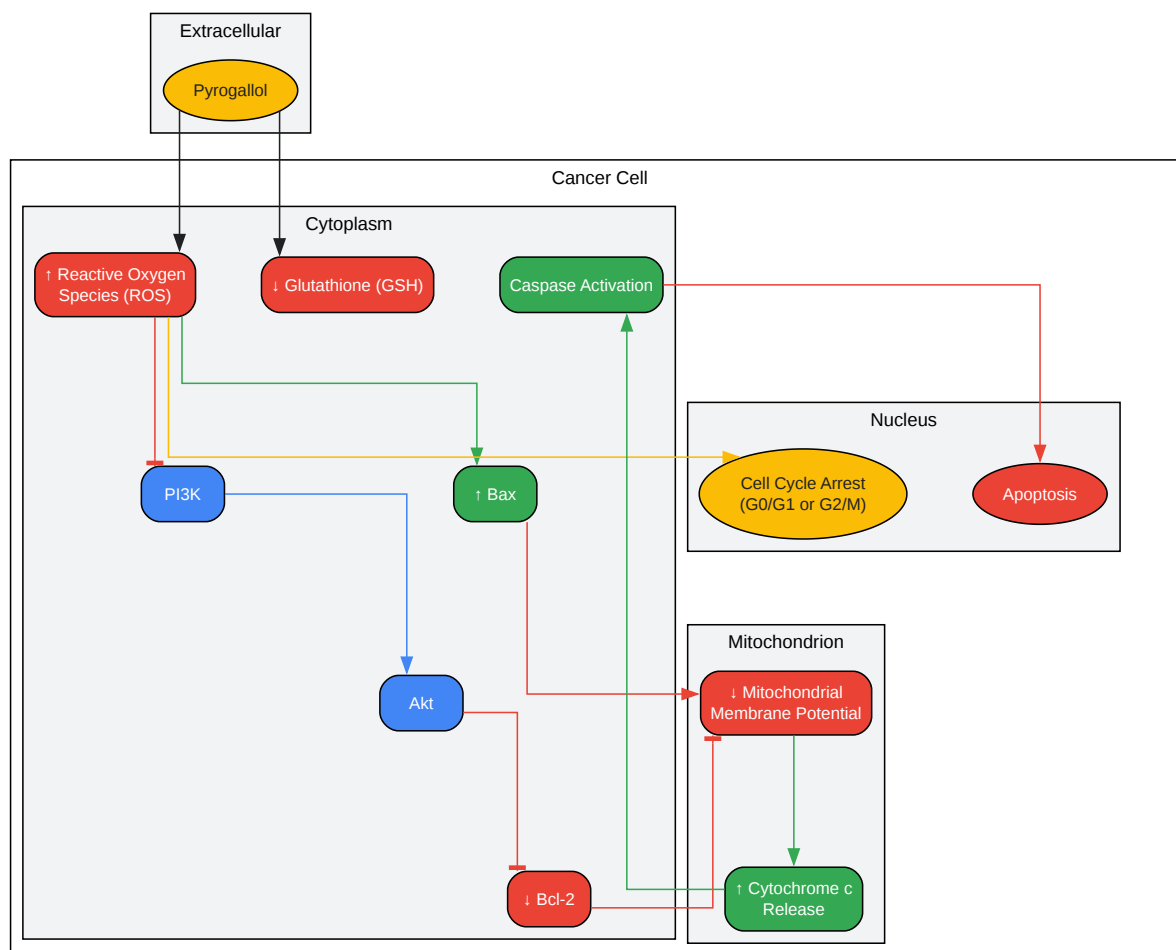 Extracellular
Pyrogallol
Cancer Cell
Cytoplasm
↑ Reactive Oxygen
Species (ROS)
↓ Glutathione (GSH)
Caspase Activation
Nucleus
PI3K
↑ Bax
Cell Cycle Arrest
(G0/G1 or G2/M)
Apoptosis
Mitochondrion
Akt
↓ Mitochondrial
Membrane Potential
↓ Bcl-2
↑ Cytochrome c
Release